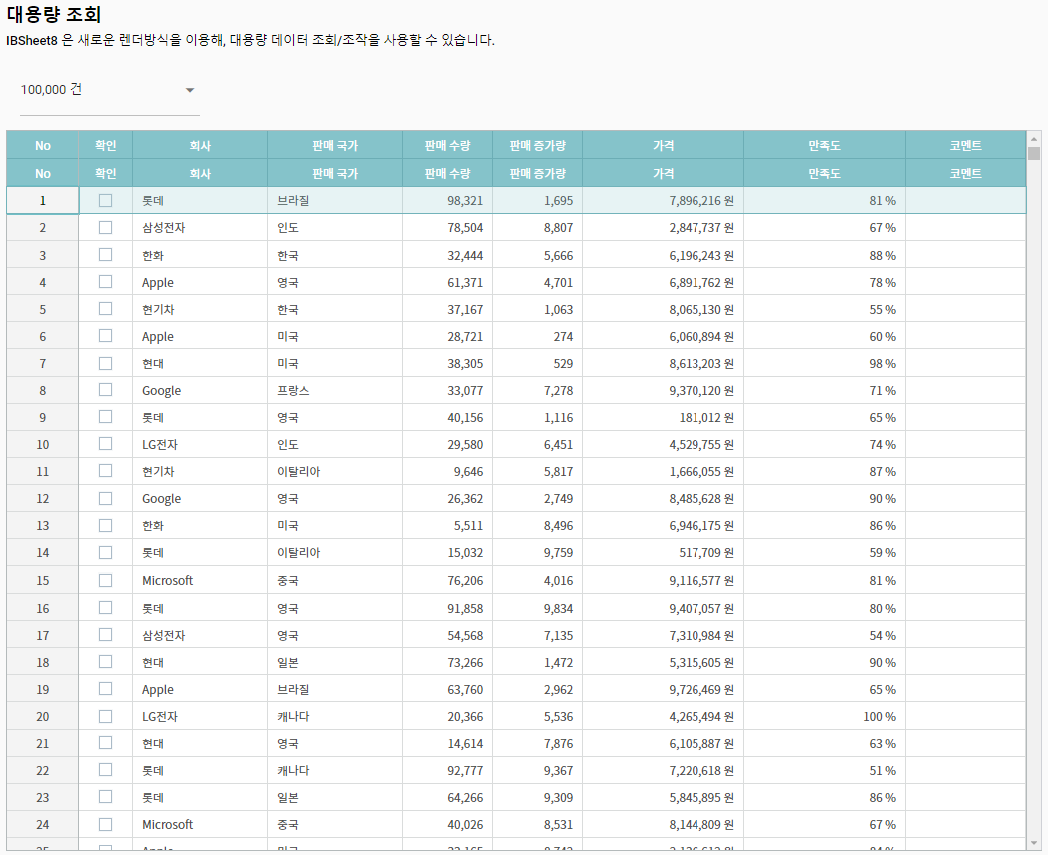 대용량 조회
IBSheet8 은 새로운 렌더방식을 이용해, 대용량 데이터 조회/조작을 사용할 수 있습니다.
100,000 건
No 확인 회사 판매 국가 판매 수량 판매 증가량 가격 만족도 코멘트
No 확인 회사 판매 국가 판매 수량 판매 증가량 가격 만족도 코멘트
1 롯데 브라질 98,321 1,695 7,896,216 원 81 %
2 삼성전자 인도 78,504 8,807 2,847,737 원 67 %
3 한화 한국 32,444 5,666 6,196,243 원 88 %
4 Apple 영국 61,371 4,701 6,891,762 원 78 %
5 현기차 한국 37,167 1,063 8,065,130 원 55 %
6 Apple 미국 28,721 274 6,060,894 원 60 %
7 현대 미국 38,305 529 8,613,203 원 98 %
8 Google 프랑스 33,077 7,278 9,370,120 원 71 %
9 롯데 영국 40,156 1,116 181,012 원 65 %
10 LG전자 인도 29,580 6,451 4,529,755 원 74 %
11 현기차 이탈리아 9,646 5,817 1,666,055 원 87 %
12 Google 영국 26,362 2,749 8,485,628 원 90 %
13 한화 미국 5,511 8,496 6,946,175 원 86 %
14 롯데 이탈리아 15,032 9,759 517,709 원 59 %
15 Microsoft 중국 76,206 4,016 9,116,577 원 81 %
16 롯데 영국 91,858 9,834 9,407,057 원 80 %
17 삼성전자 영국 54,568 7,135 7,310,984 원 54 %
18 현대 일본 73,266 1,472 5,315,605 원 90 %
19 Apple 브라질 63,760 2,962 9,726,469 원 65 %
20 LG전자 캐나다 20,366 5,536 4,265,494 원 100 %
21 현대 영국 14,614 7,876 6,105,887 원 63 %
22 롯데 캐나다 92,777 9,367 7,220,618 원 51 %
23 롯데 일본 64,266 9,309 5,845,895 원 86 %
24 Microsoft 중국 40,026 8,531 8,144,809 원 67 %
25 Apple 미국